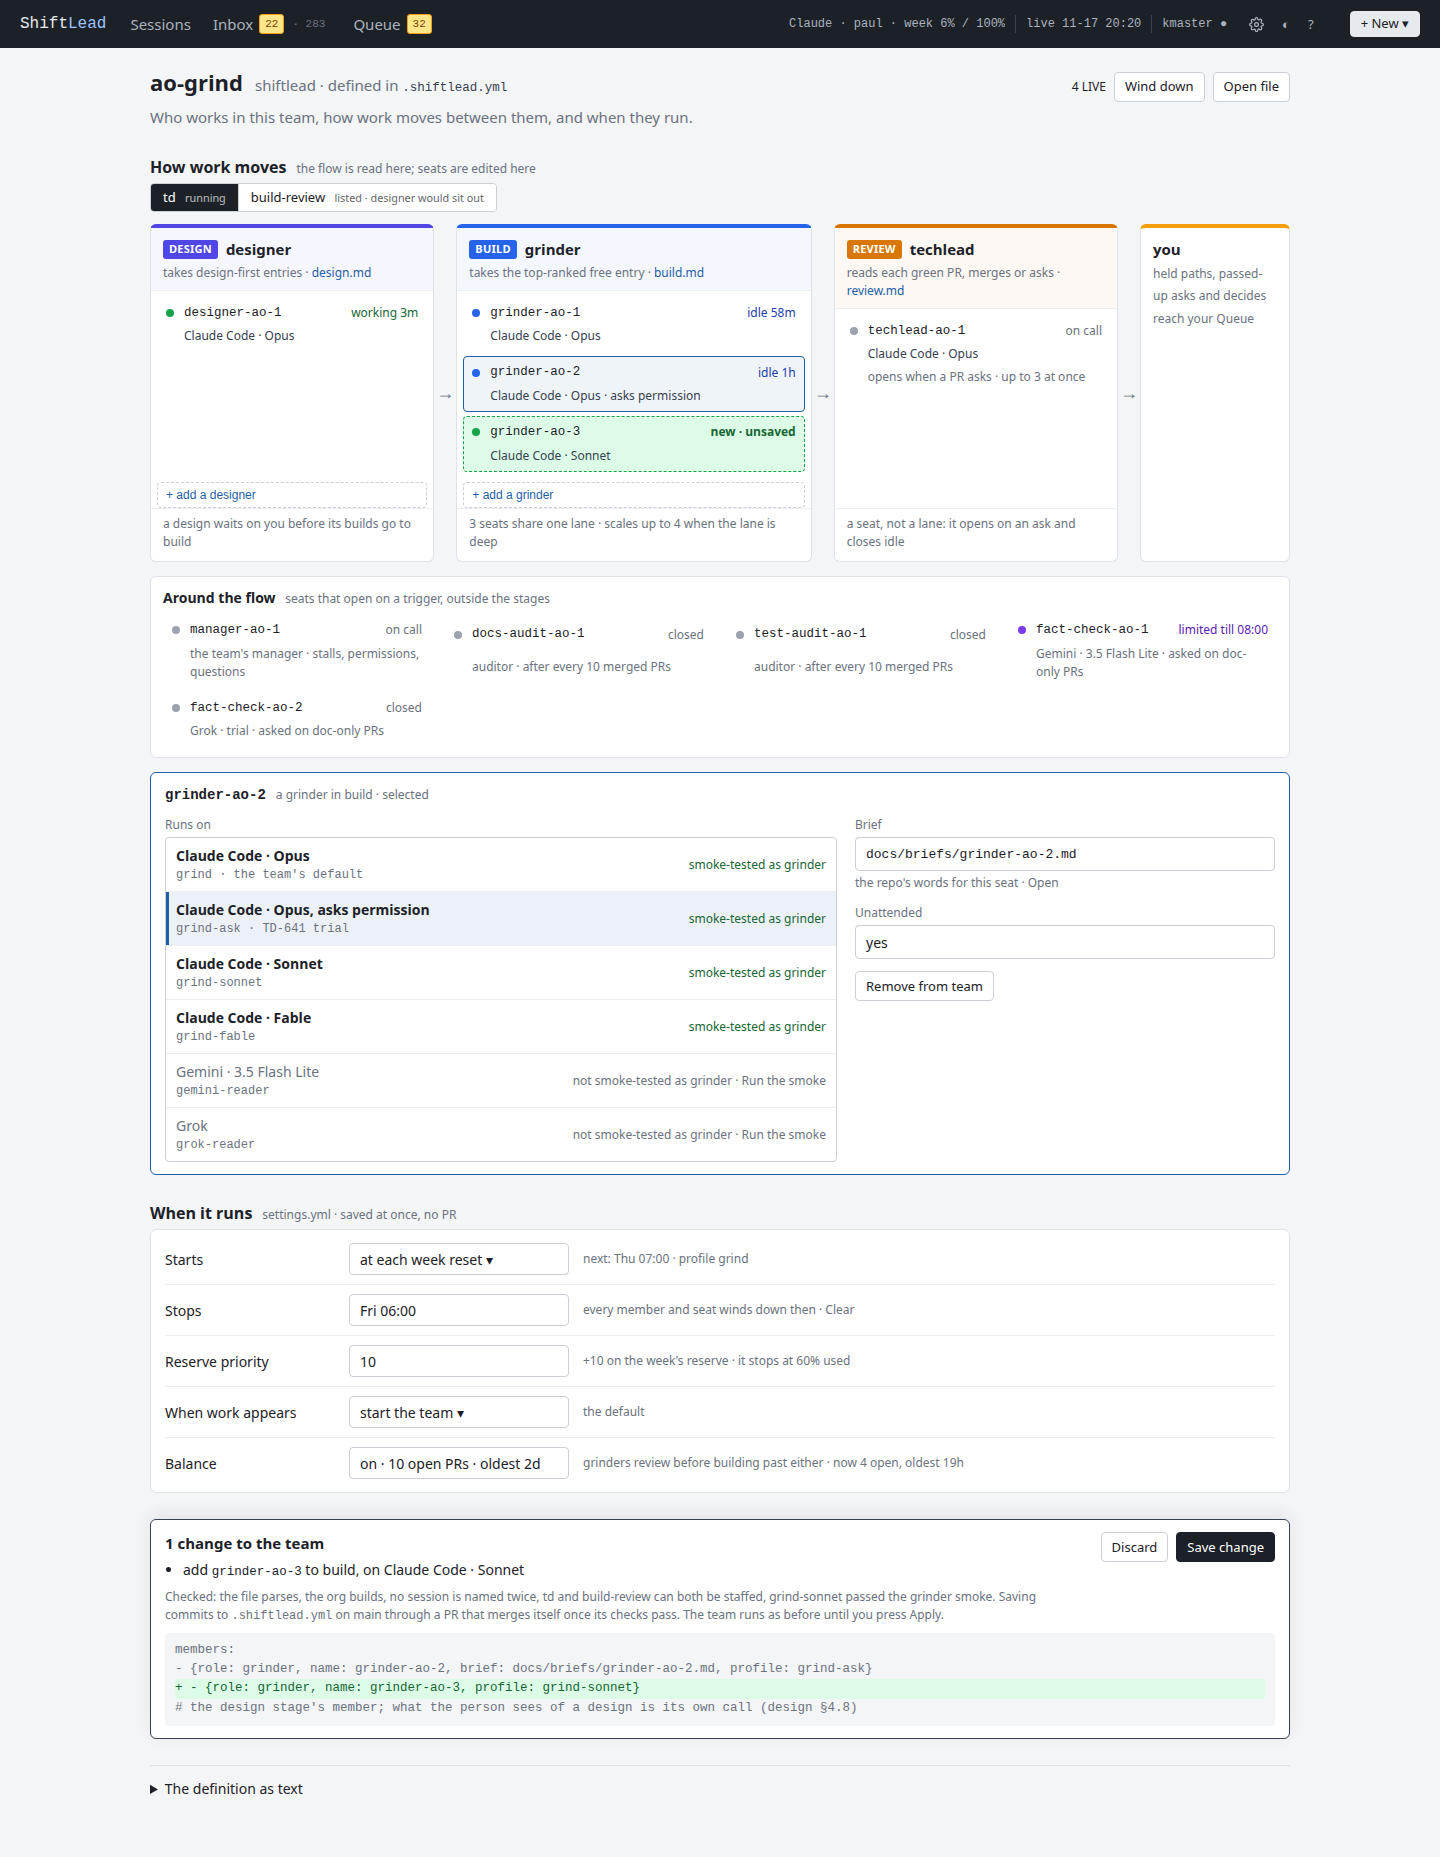 ShiftLead Sessions Inbox 22 · 283 Queue 32 Claude · paul · week 6% / 100% live 11-17 20:20 kmaster ● ? + New ▾
ao-grind shiftlead · defined in .shiftlead.yml 4 LIVE Wind down Open file
Who works in this team, how work moves between them, and when they run.
How work moves the flow is read here; seats are edited here
td running build-review listed · designer would sit out
DESIGN designer
takes design-first entries · design.md
designer-ao-1 working 3m
Claude Code · Opus
+ add a designer
a design waits on you before its builds go to
build
→
BUILD grinder
takes the top-ranked free entry · build.md
grinder-ao-1 idle 58m
Claude Code · Opus
grinder-ao-2 idle 1h
Claude Code · Opus · asks permission
grinder-ao-3 new · unsaved
Claude Code · Sonnet
+ add a grinder
3 seats share one lane · scales up to 4 when the lane is
deep
→
REVIEW techlead
reads each green PR, merges or asks ·
review.md
techlead-ao-1 on call
Claude Code · Opus
opens when a PR asks · up to 3 at once
a seat, not a lane: it opens on an ask and
closes idle
→
you
held paths, passed-
up asks and decides
reach your Queue
Around the flow seats that open on a trigger, outside the stages
manager-ao-1 on call
the team's manager · stalls, permissions,
questions
docs-audit-ao-1 closed
auditor · after every 10 merged PRs
test-audit-ao-1 closed
auditor · after every 10 merged PRs
fact-check-ao-1 limited till 08:00
Gemini · 3.5 Flash Lite · asked on doc-
only PRs
fact-check-ao-2 closed
Grok · trial · asked on doc-only PRs
grinder-ao-2 a grinder in build · selected
Runs on
Claude Code · Opus
grind · the team's default
smoke-tested as grinder
Claude Code · Opus, asks permission
grind-ask · TD-641 trial
smoke-tested as grinder
Claude Code · Sonnet
grind-sonnet
smoke-tested as grinder
Claude Code · Fable
grind-fable
smoke-tested as grinder
Gemini · 3.5 Flash Lite
gemini-reader
not smoke-tested as grinder · Run the smoke
Grok
grok-reader
not smoke-tested as grinder · Run the smoke
Brief
docs/briefs/grinder-ao-2.md
the repo's words for this seat · Open
Unattended
yes
Remove from team
When it runs settings.yml · saved at once, no PR
Starts at each week reset ▾ next: Thu 07:00 · profile grind
Stops Fri 06:00 every member and seat winds down then · Clear
Reserve priority 10 +10 on the week's reserve · it stops at 60% used
When work appears start the team ▾ the default
Balance on · 10 open PRs · oldest 2d grinders review before building past either · now 4 open, oldest 19h
1 change to the team Discard Save change
• add grinder-ao-3 to build, on Claude Code · Sonnet
Checked: the file parses, the org builds, no session is named twice, td and build-review can both be staffed, grind-sonnet passed the grinder smoke. Saving
commits to .shiftlead.yml on main through a PR that merges itself once its checks pass. The team runs as before until you press Apply.
members:
- {role: grinder, name: grinder-ao-2, brief: docs/briefs/grinder-ao-2.md, profile: grind-ask}
+ - {role: grinder, name: grinder-ao-3, profile: grind-sonnet}
# the design stage's member; what the person sees of a design is its own call (design §4.8)
▶ The definition as text